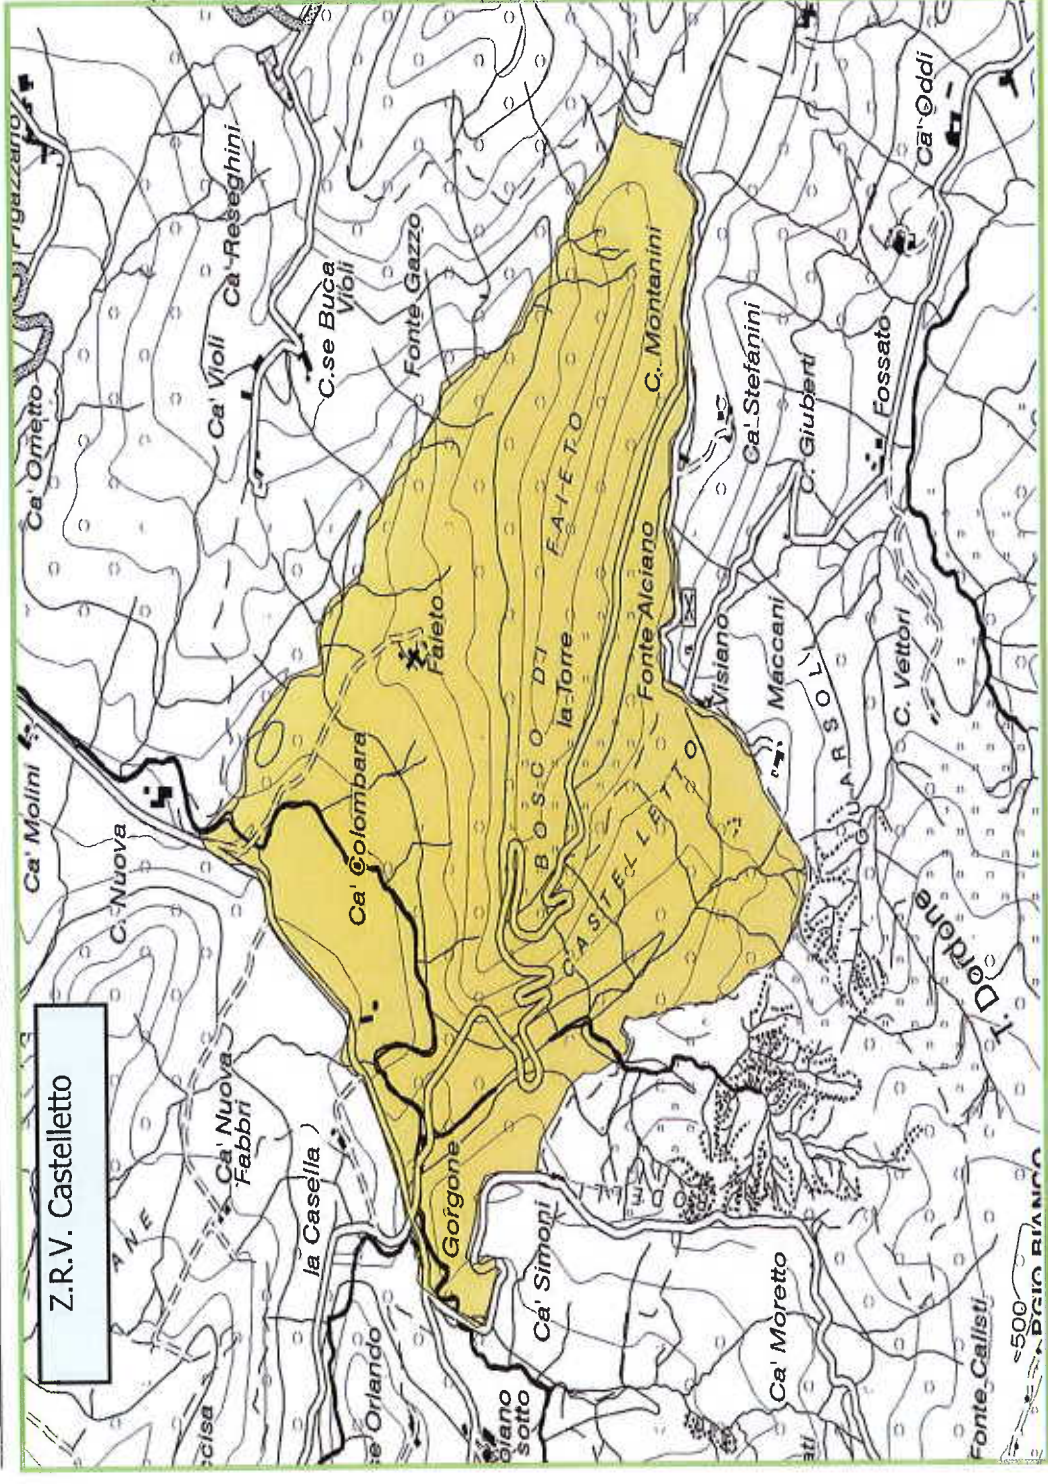 Z.R.V. Castelletto
Ca' Molini
C. Nuova
Ca' Ometto
Ca' Violi
Ca' Reseghini
C.se Buca
Violi
Fonte Gazzo
Ca' Nuova
Fabbri
la Casella
Ca' Colombara
Faieto
BOSCO DI FAIETO
la Torre
C. Montanini
Fonte Alciano
CASTELLETTO
Gorgone
Ca' Simoni
Ca' Moretto
Visiano
Maccani
Ca' Stefanini
C. Giuberti
Fossato
Ca' Oddi
C. Vettori
T. Dordone
Fonte Calisti
500
sotto